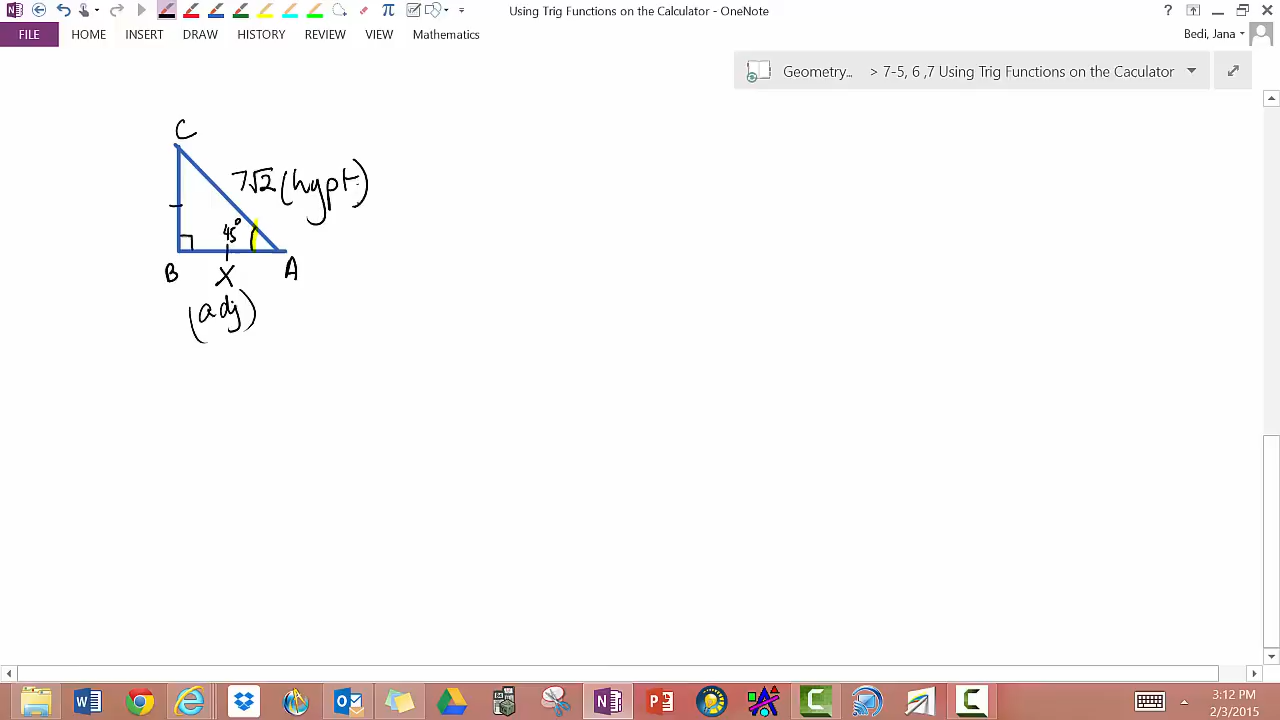 Using Trig Functions on the Calculator - OneNote
FILE HOME INSERT DRAW HISTORY REVIEW VIEW Mathematics
Bedi, Jana
Geometry... > 7-5, 6 ,7 Using Trig Functions on the Caculator
C
7√2 (hypt)
45°
B X A
(adj)
3:12 PM
2/3/2015